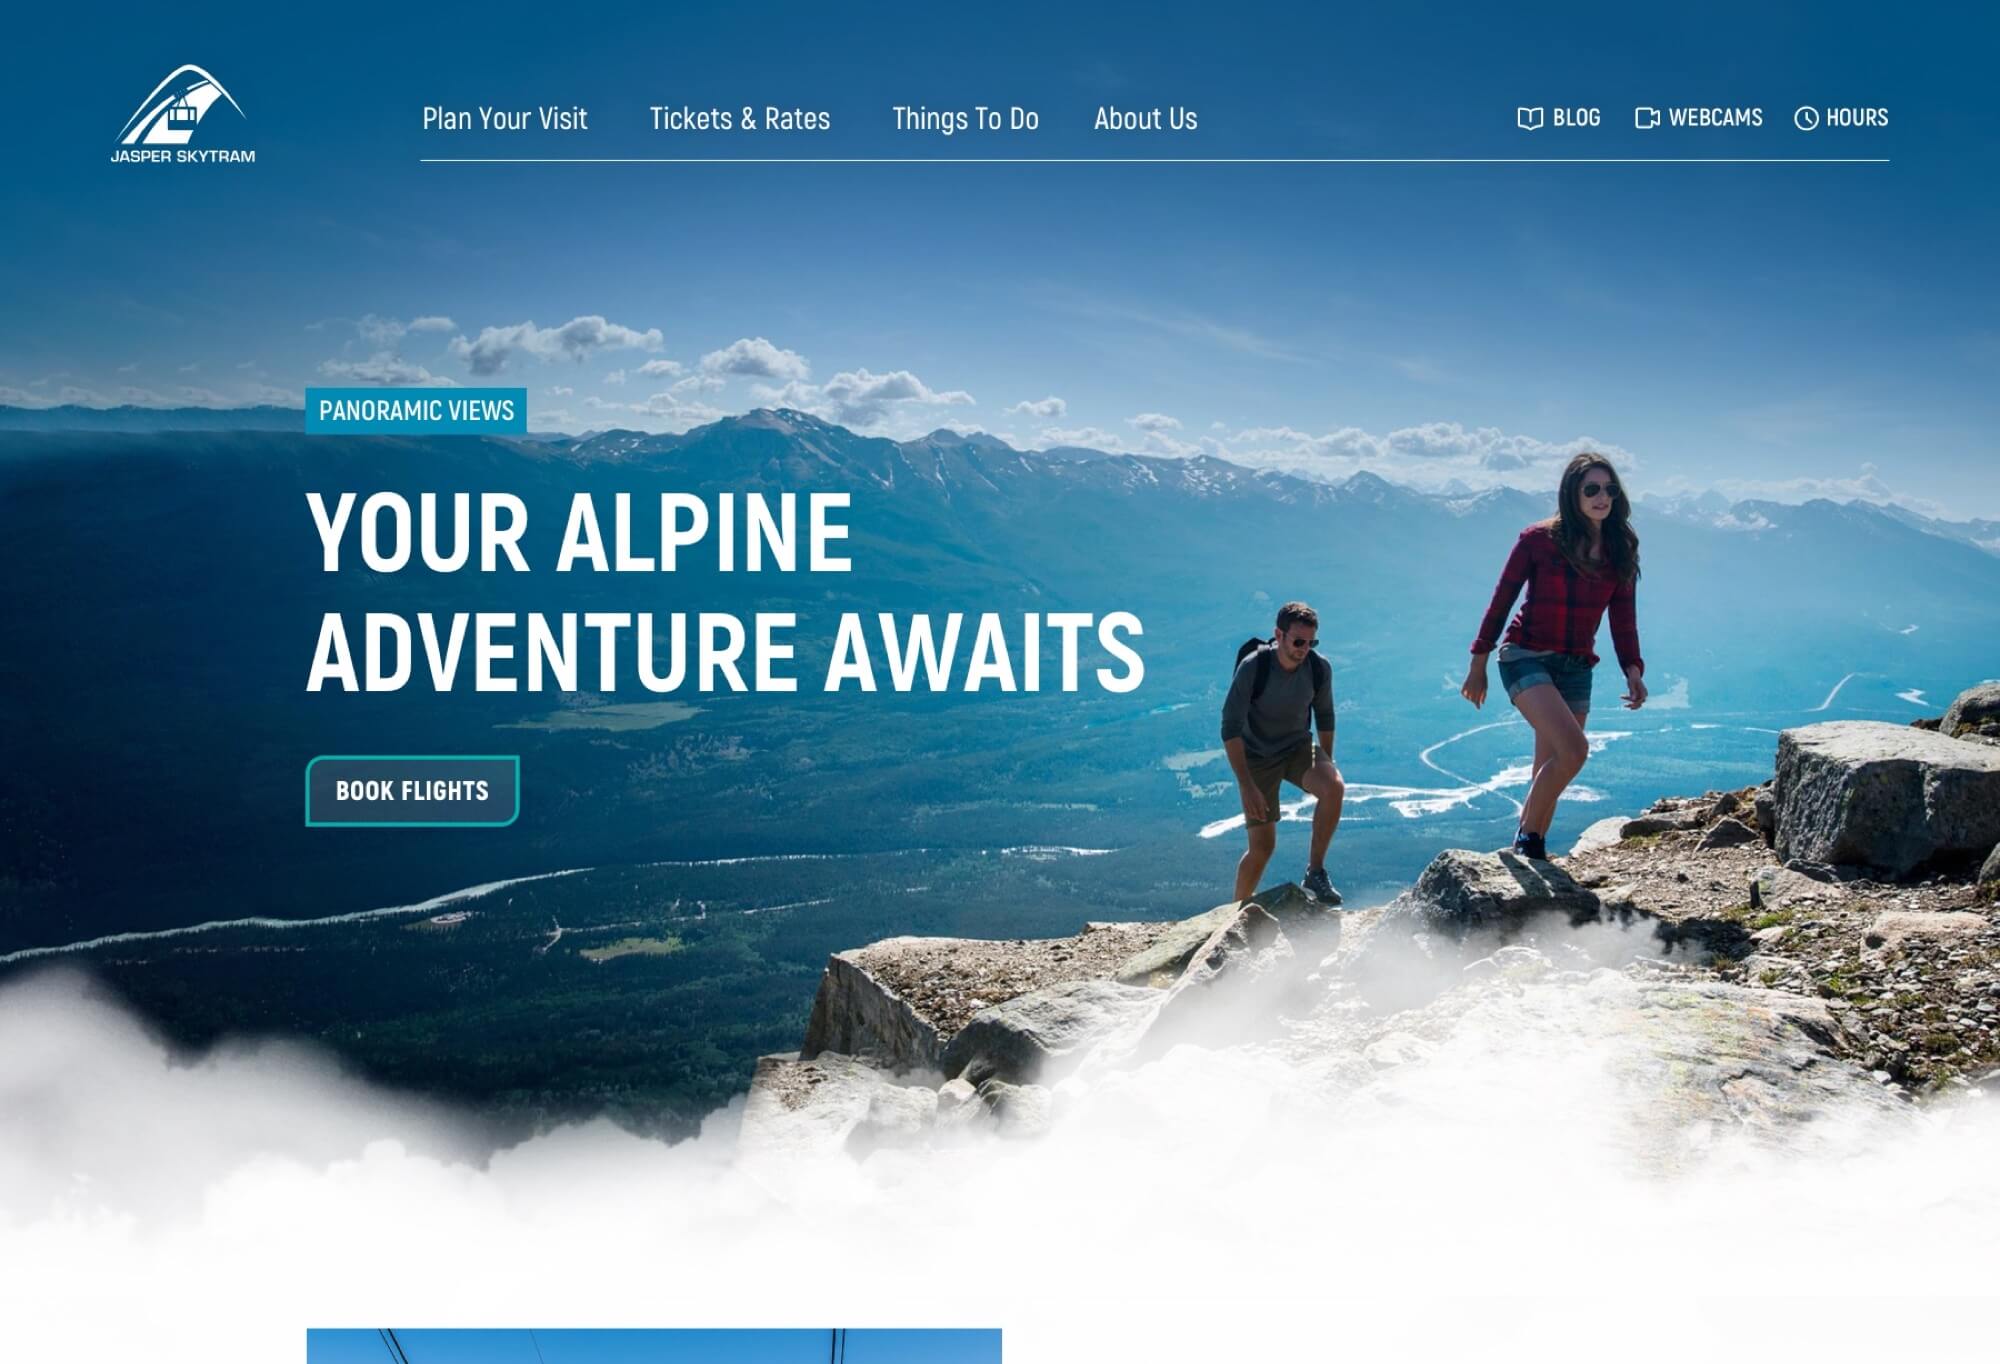 JASPER SKYTRAM
Plan Your Visit
Tickets & Rates
Things To Do
About Us
BLOG
WEBCAMS
HOURS
PANORAMIC VIEWS
YOUR ALPINE
ADVENTURE AWAITS
BOOK FLIGHTS